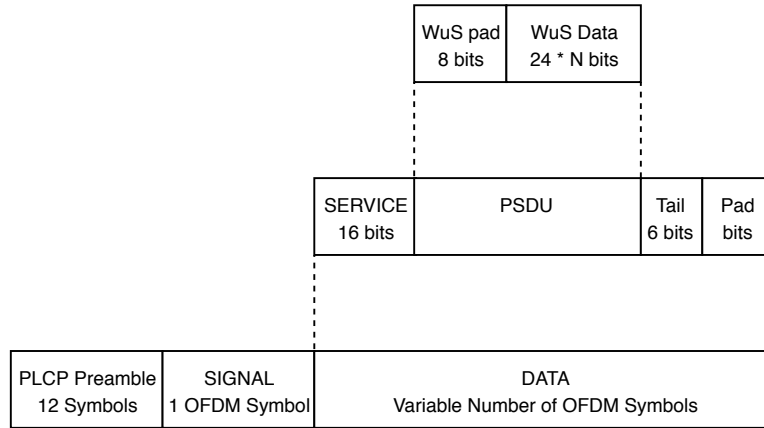 WuS pad
8 bits
WuS Data
24 * N bits
SERVICE
16 bits
PSDU
Tail
6 bits
Pad
bits
PLCP Preamble
12 Symbols
SIGNAL
1 OFDM Symbol
DATA
Variable Number of OFDM Symbols